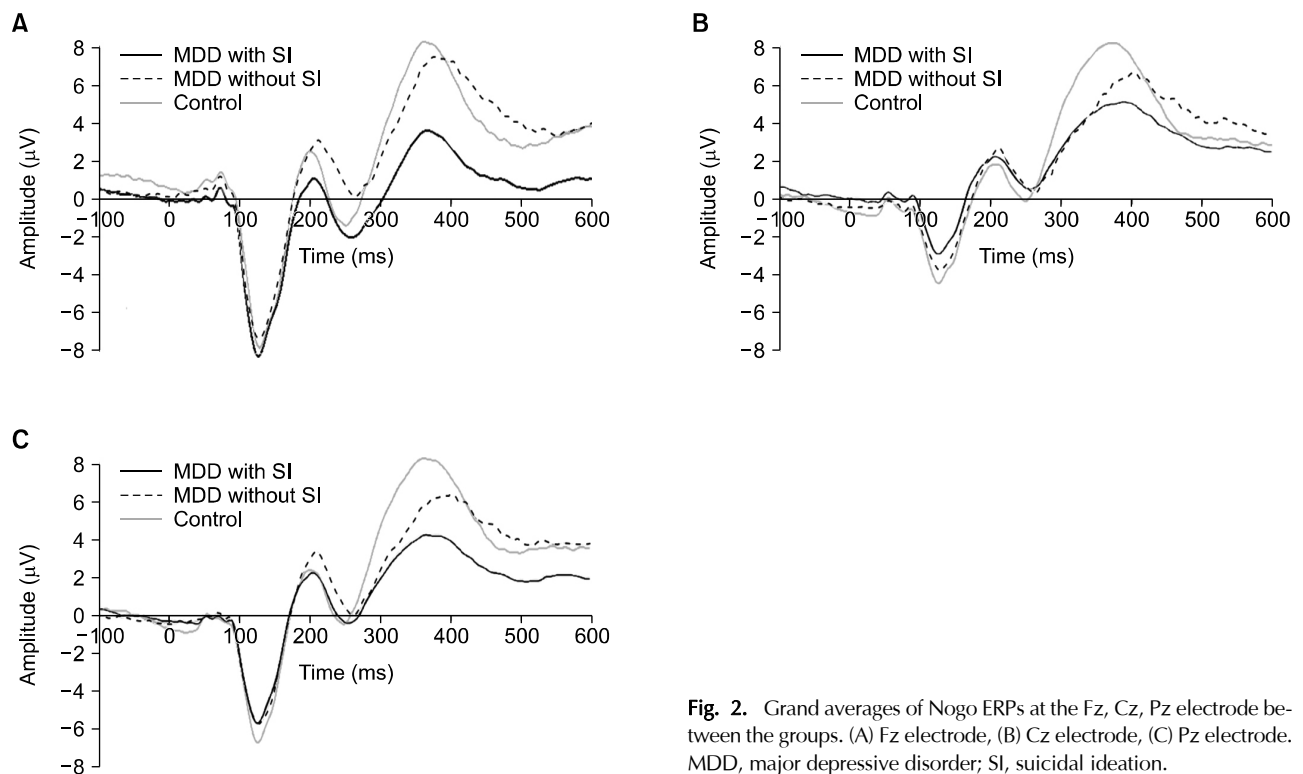 A
8
6
4
2
0
−2
−4
−6
−8
Amplitude (μV)
MDD with SI
MDD without SI
Control
−100 0 100 200 300 400 500 600
Time (ms)
B
8
6
4
2
0
−2
−4
−6
−8
Amplitude (μV)
MDD with SI
MDD without SI
Control
−100 0 100 200 300 400 500 600
Time (ms)
C
8
6
4
2
0
−2
−4
−6
−8
Amplitude (μV)
MDD with SI
MDD without SI
Control
−100 0 100 200 300 400 500 600
Time (ms)
Fig. 2. Grand averages of Nogo ERPs at the Fz, Cz, Pz electrode be-
tween the groups. (A) Fz electrode, (B) Cz electrode, (C) Pz electrode.
MDD, major depressive disorder; SI, suicidal ideation.